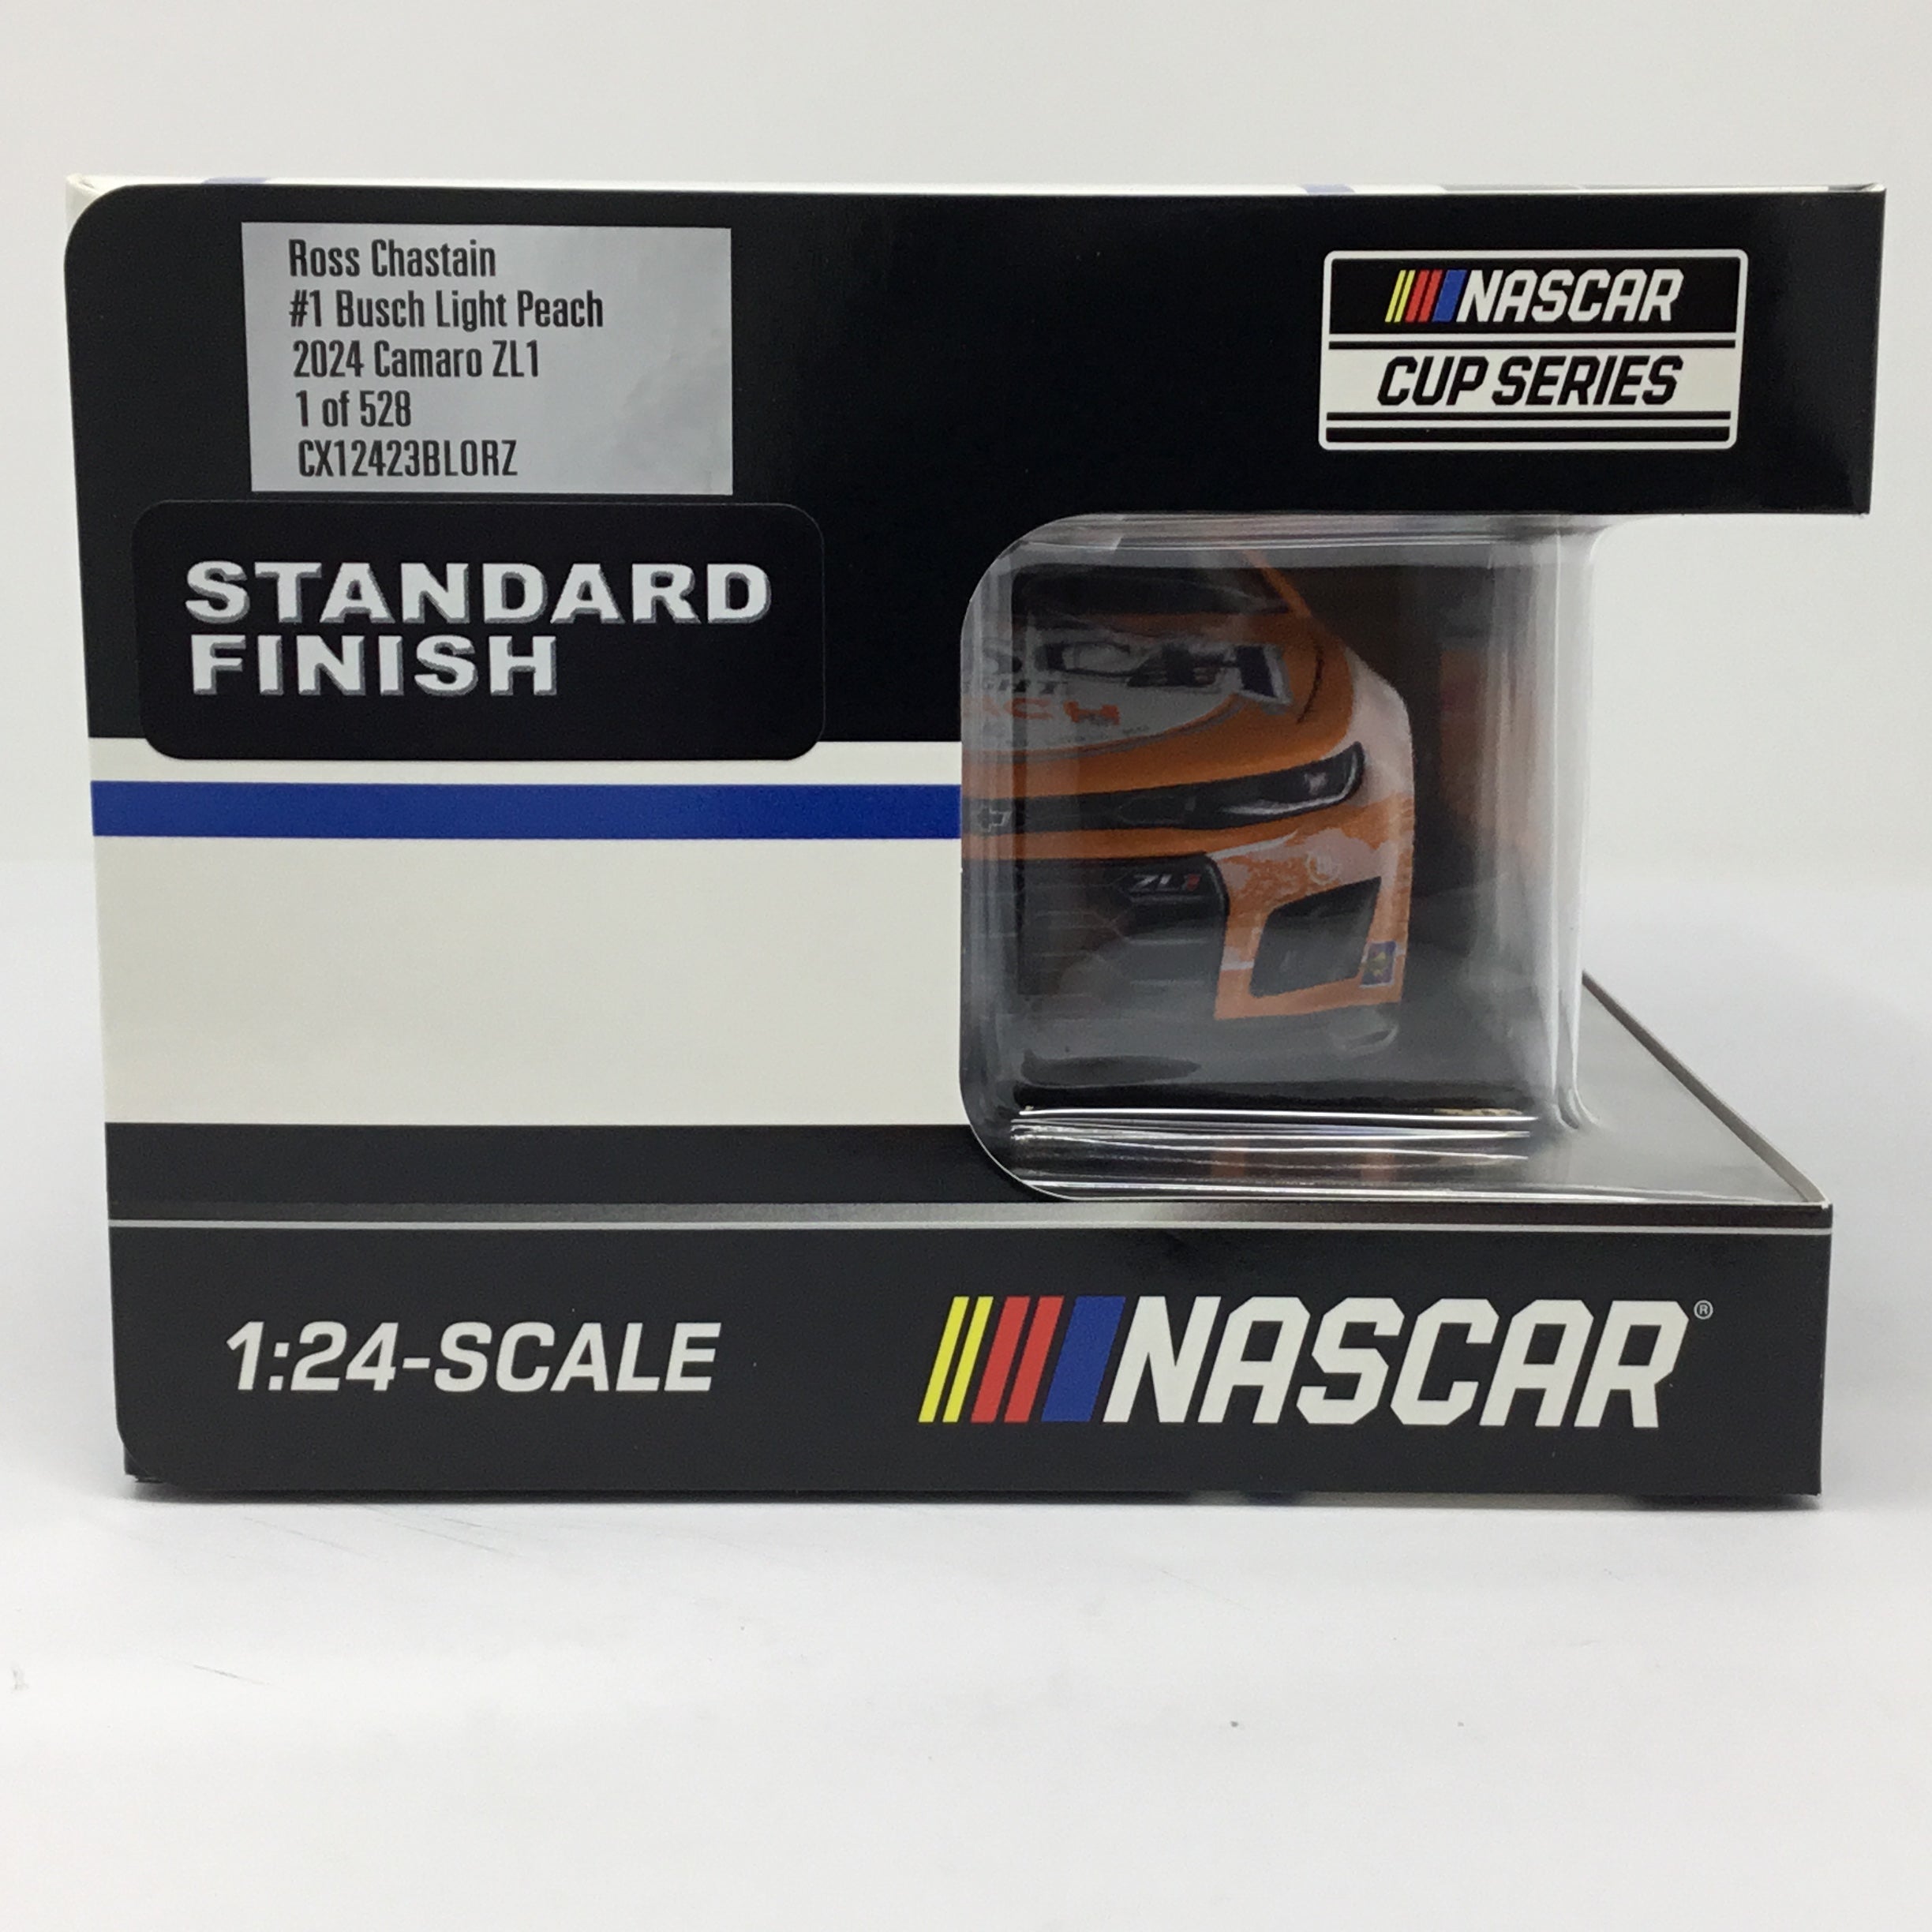 Ross Chastain
#1 Busch Light Peach
2024 Camaro ZL1
1 of 528
CX12423BLORZ
NASCAR
CUP SERIES
STANDARD
FINISH
ZL1
1:24-SCALE
NASCAR®